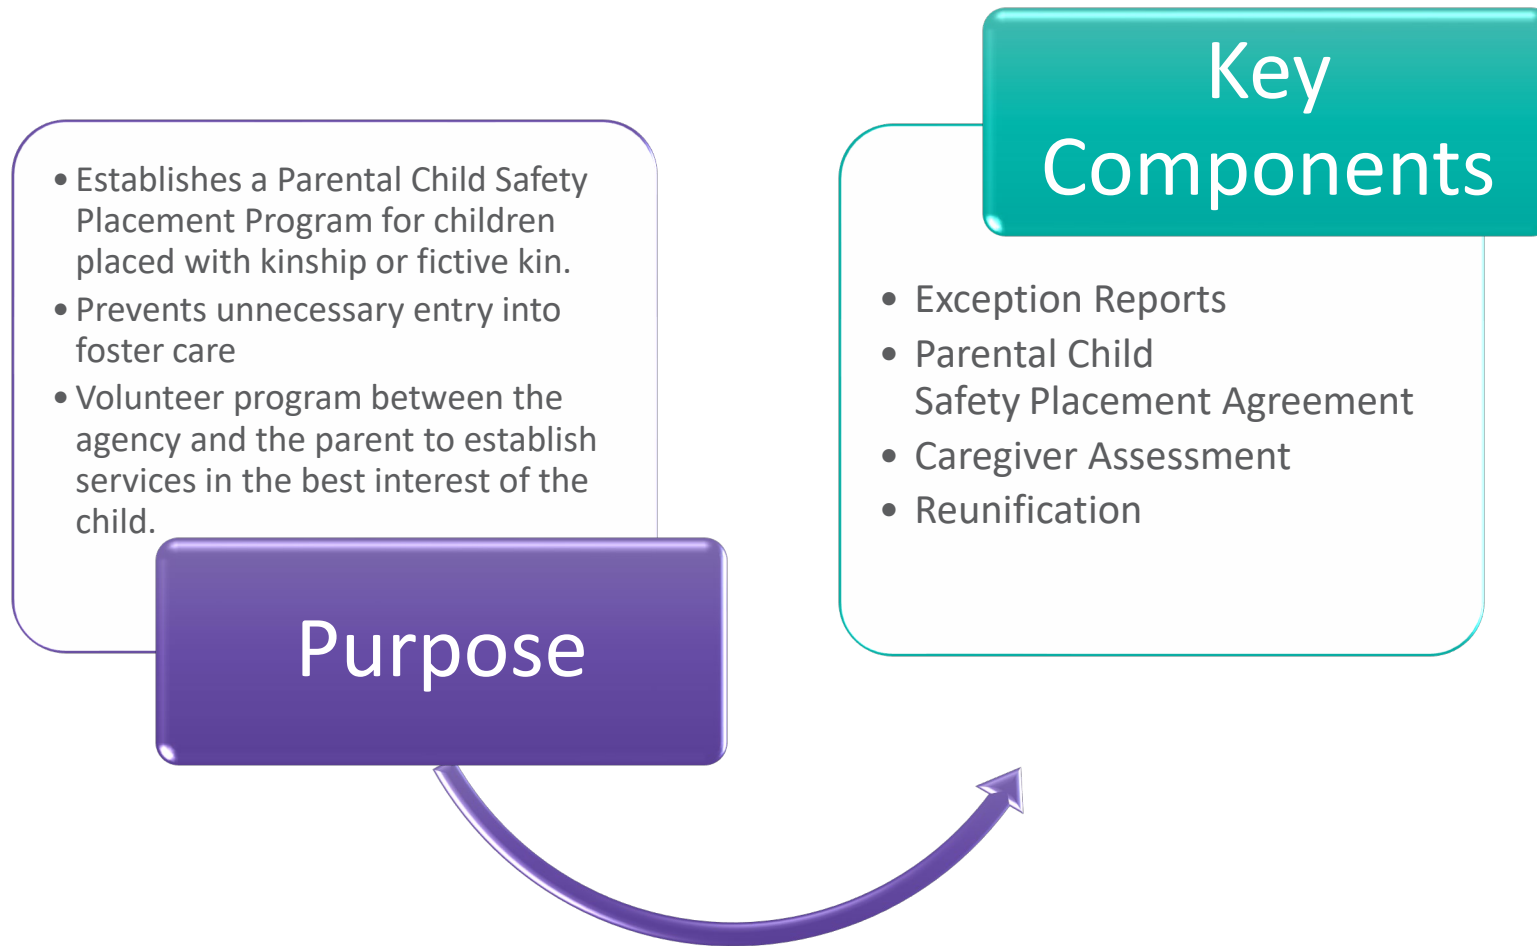 • Establishes a Parental Child Safety
Placement Program for children
placed with kinship or fictive kin.
• Prevents unnecessary entry into
foster care
• Volunteer program between the
agency and the parent to establish
services in the best interest of the
child.
Purpose
Key
Components
• Exception Reports
• Parental Child
Safety Placement Agreement
• Caregiver Assessment
• Reunification